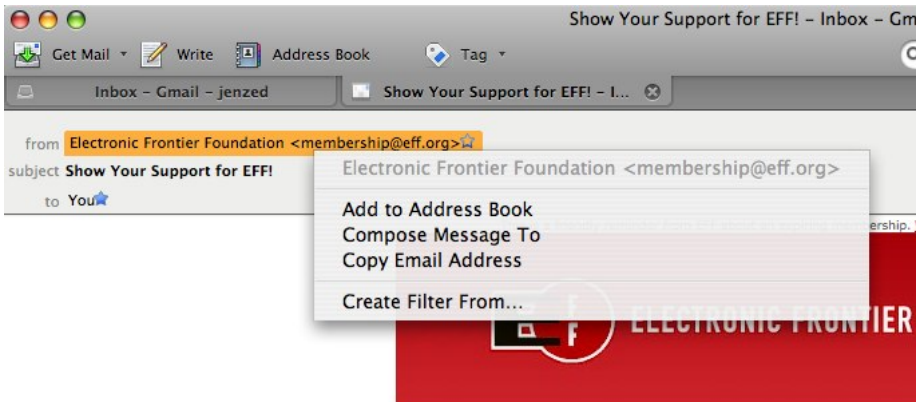 Show Your Support for EFF! – Inbox – Gm
Get Mail Write Address Book Tag
Inbox – Gmail – jenzed Show Your Support for EFF! – I...
from Electronic Frontier Foundation <membership@eff.org>
Electronic Frontier Foundation <membership@eff.org>
subject Show Your Support for EFF!
to You
Add to Address Book
Compose Message To
Copy Email Address
Create Filter From...
ership.
EFF ELECTRONIC FRONTIER